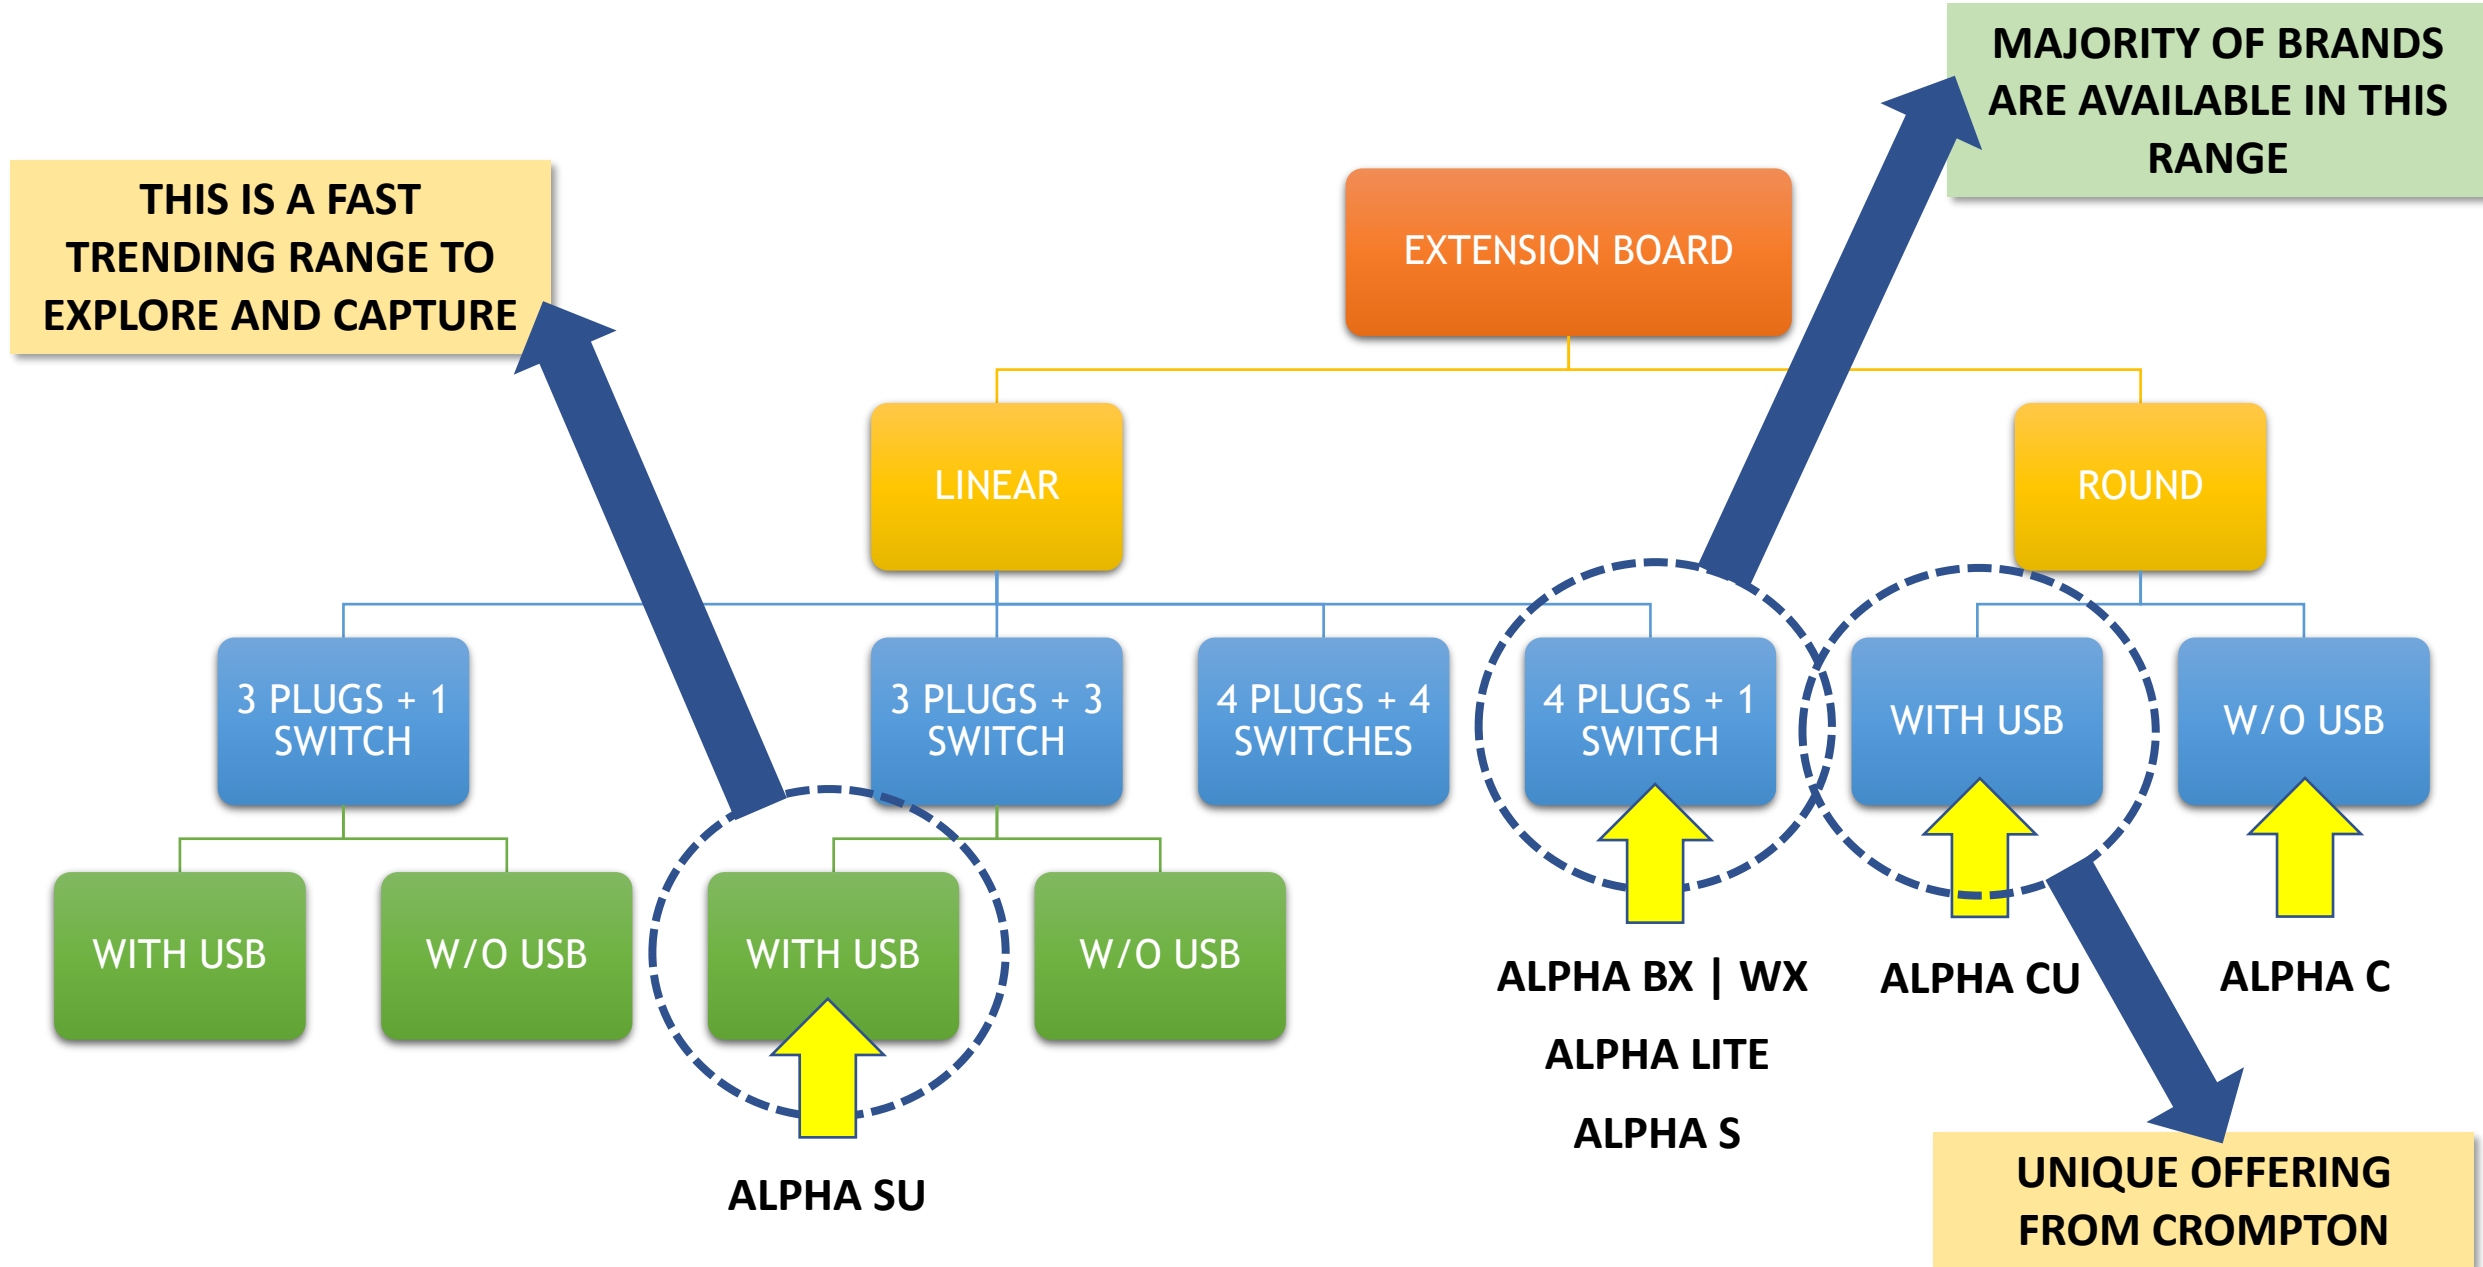 MAJORITY OF BRANDS
ARE AVAILABLE IN THIS
RANGE
THIS IS A FAST
TRENDING RANGE TO
EXPLORE AND CAPTURE
EXTENSION BOARD
LINEAR
ROUND
3 PLUGS + 1
SWITCH
3 PLUGS + 3
SWITCH
4 PLUGS + 4
SWITCHES
4 PLUGS + 1
SWITCH
WITH USB
W/O USB
WITH USB
W/O USB
WITH USB
W/O USB
ALPHA BX | WX
ALPHA LITE
ALPHA S
ALPHA CU
ALPHA C
ALPHA SU
UNIQUE OFFERING
FROM CROMPTON